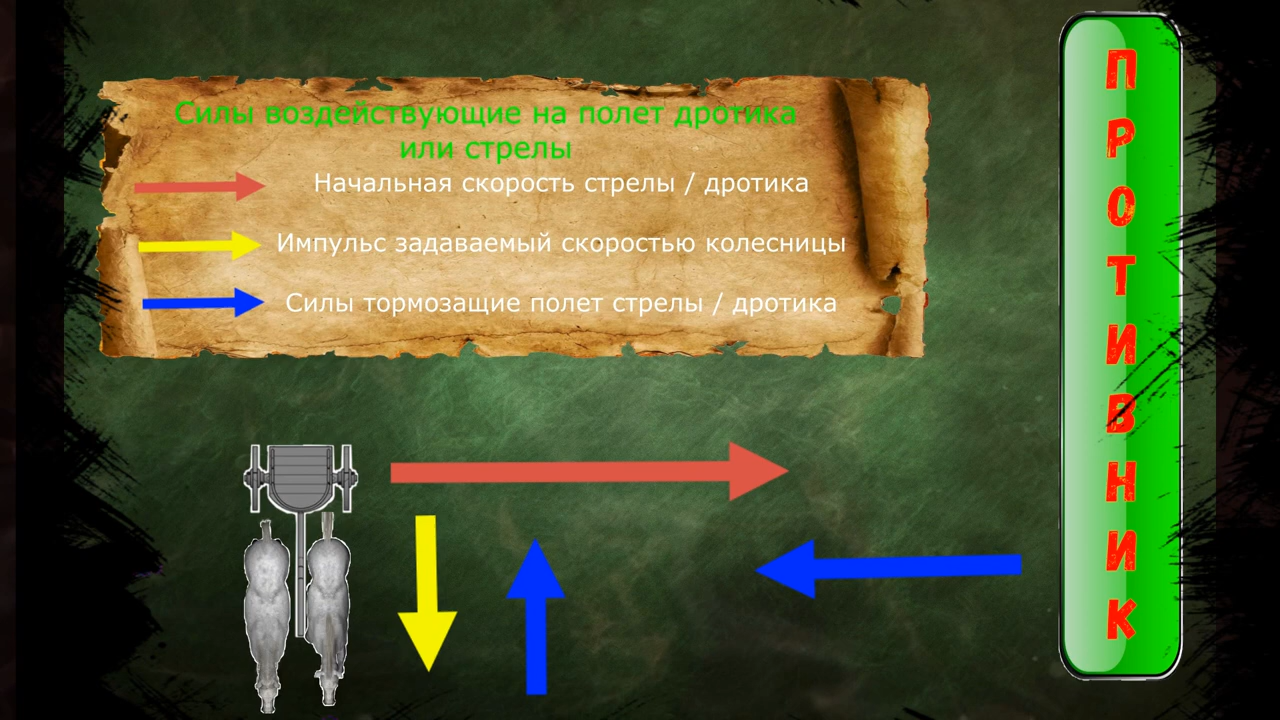 Силы воздействующие на полет дротика
или стрелы
Начальная скорость стрелы / дротика
Импульс задаваемый скоростью колесницы
Силы тормозащие полет стрелы / дротика
ПРОТИВНИК